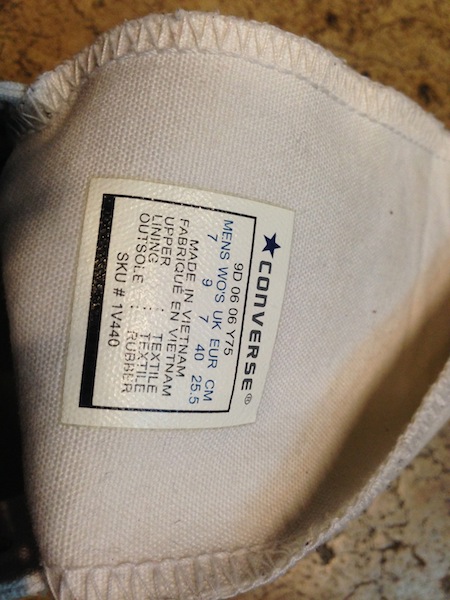 ★CONVERSE®
9D 06 06 Y75
MENS WO'S UK EUR CM
7 9 7 40 25.5
MADE IN VIETNAM
FABRIQUÉ EN VIETNAM
UPPER : TEXTILE
LINING : TEXTILE
OUTSOLE : RUBBER
SKU # 1V440